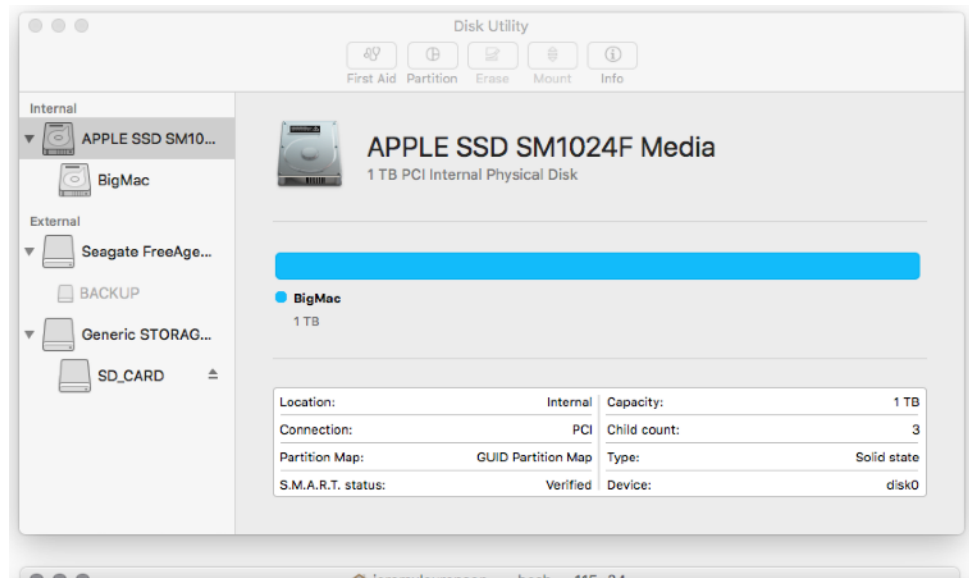 Disk Utility
First Aid Partition Erase Mount Info
Internal
APPLE SSD SM10...
BigMac
External
Seagate FreeAge...
BACKUP
Generic STORAG...
SD_CARD
APPLE SSD SM1024F Media
1 TB PCI Internal Physical Disk
BigMac
1 TB
Location: Internal Capacity: 1 TB
Connection: PCI Child count: 3
Partition Map: GUID Partition Map Type: Solid state
S.M.A.R.T. status: Verified Device: disk0